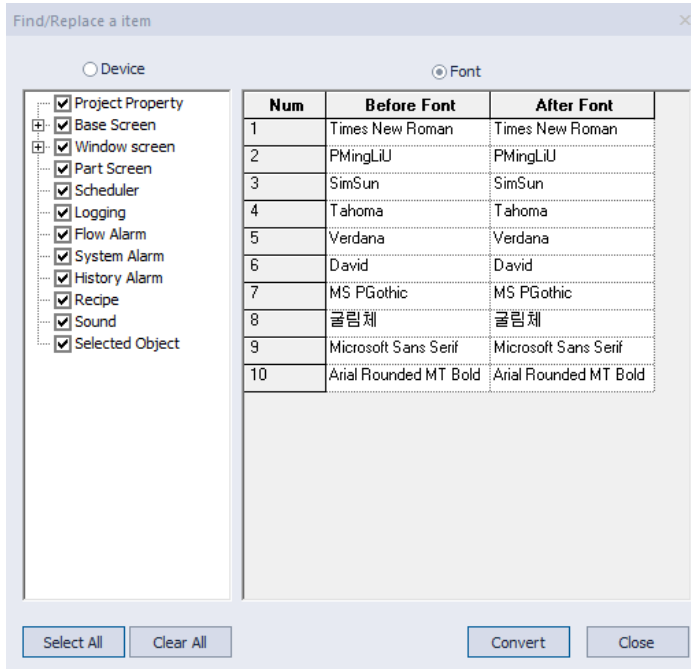 Find/Replace a item
Device
Font
Project Property
Base Screen
Window screen
Part Screen
Scheduler
Logging
Flow Alarm
System Alarm
History Alarm
Recipe
Sound
Selected Object
Num Before Font After Font
1 Times New Roman Times New Roman
2 PMingLiU PMingLiU
3 SimSun SimSun
4 Tahoma Tahoma
5 Verdana Verdana
6 David David
7 MS PGothic MS PGothic
8 굴림체 굴림체
9 Microsoft Sans Serif Microsoft Sans Serif
10 Arial Rounded MT Bold Arial Rounded MT Bold
Select All Clear All Convert Close